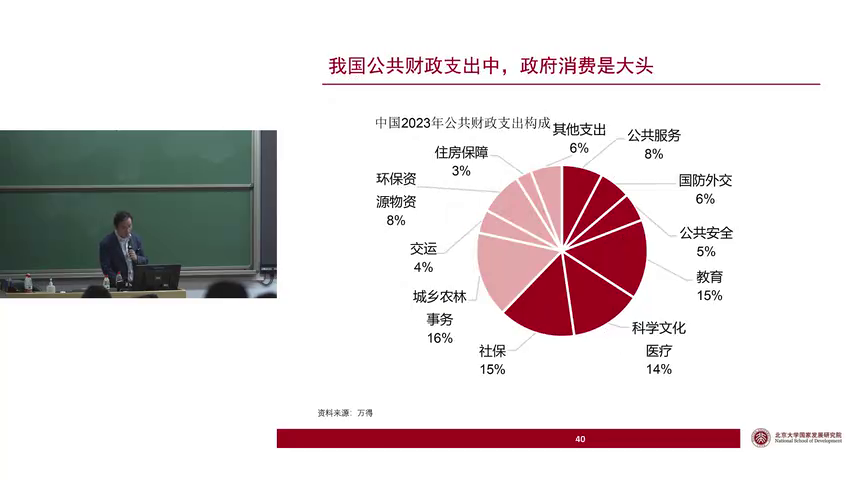 我国公共财政支出中，政府消费是大头
中国2023年公共财政支出构成
其他支出
6%
公共服务
8%
国防外交
6%
公共安全
5%
教育
15%
科学文化
医疗
14%
社保
15%
城乡农林
事务
16%
交运
4%
环保资
源物资
8%
住房保障
3%
资料来源：万得
40
北京大学国家发展研究院
National School of Development